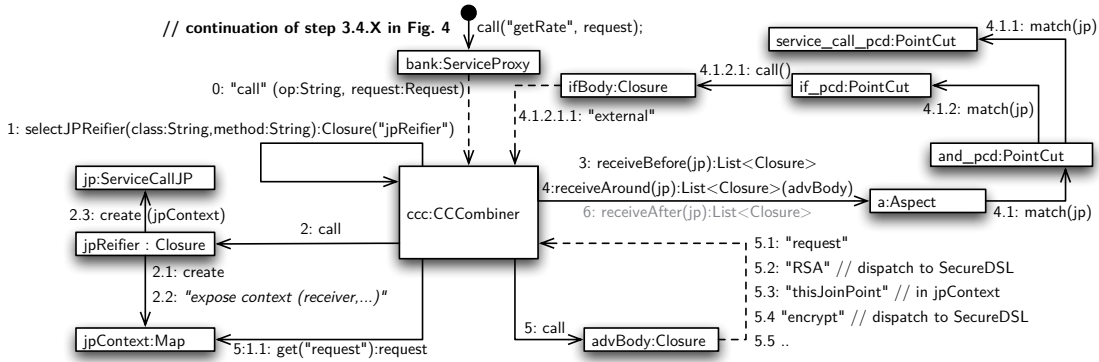 // continuation of step 3.4.X in Fig. 4
call("getRate", request);
4.1.1: match(jp)
service_call_pcd:PointCut
bank:ServiceProxy
4.1.2.1: call()
0: "call" (op:String, request:Request)
ifBody:Closure
if_pcd:PointCut
4.1.2.1.1: "external"
4.1.2: match(jp)
1: selectJPReifier(class:String,method:String):Closure("jpReifier")
and_pcd:PointCut
jp:ServiceCallJP
3: receiveBefore(jp):List<Closure>
4:receiveAround(jp):List<Closure>(advBody)
ccc:CCCombiner
a:Aspect
2.3: create (jpContext)
6: receiveAfter(jp):List<Closure>
4.1: match(jp)
2: call
jpReifier : Closure
5.1: "request"
2.1: create
5.2: "RSA" // dispatch to SecureDSL
2.2: "expose context (receiver,...)"
5.3: "thisJoinPoint" // in jpContext
5.4 "encrypt" // dispatch to SecureDSL
5: call
jpContext:Map
advBody:Closure
5.5 ..
5:1.1: get("request"):request